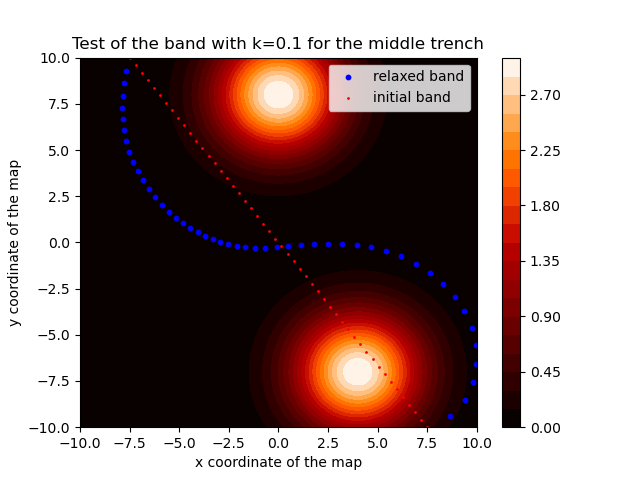 Test of the band with k=0.1 for the middle trench
relaxed band
initial band
y coordinate of the map
10.0
7.5
5.0
2.5
0.0
−2.5
−5.0
−7.5
−10.0
−10.0 −7.5 −5.0 −2.5 0.0 2.5 5.0 7.5 10.0
x coordinate of the map
2.70
2.25
1.80
1.35
0.90
0.45
0.00